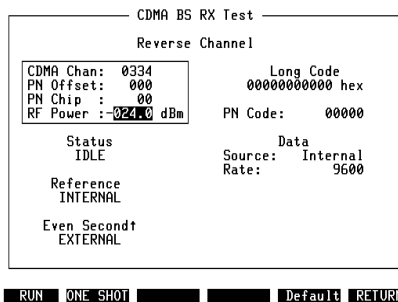 CDMA BS RX Test
Reverse Channel
CDMA Chan: 0334
PN Offset: 000
PN Chip : 00
RF Power :-024.0 dBm
Long Code
00000000000 hex
PN Code: 00000
Status
IDLE
Data
Source: Internal
Rate: 9600
Reference
INTERNAL
Even Second↑
EXTERNAL
RUN ONE SHOT Default RETURN